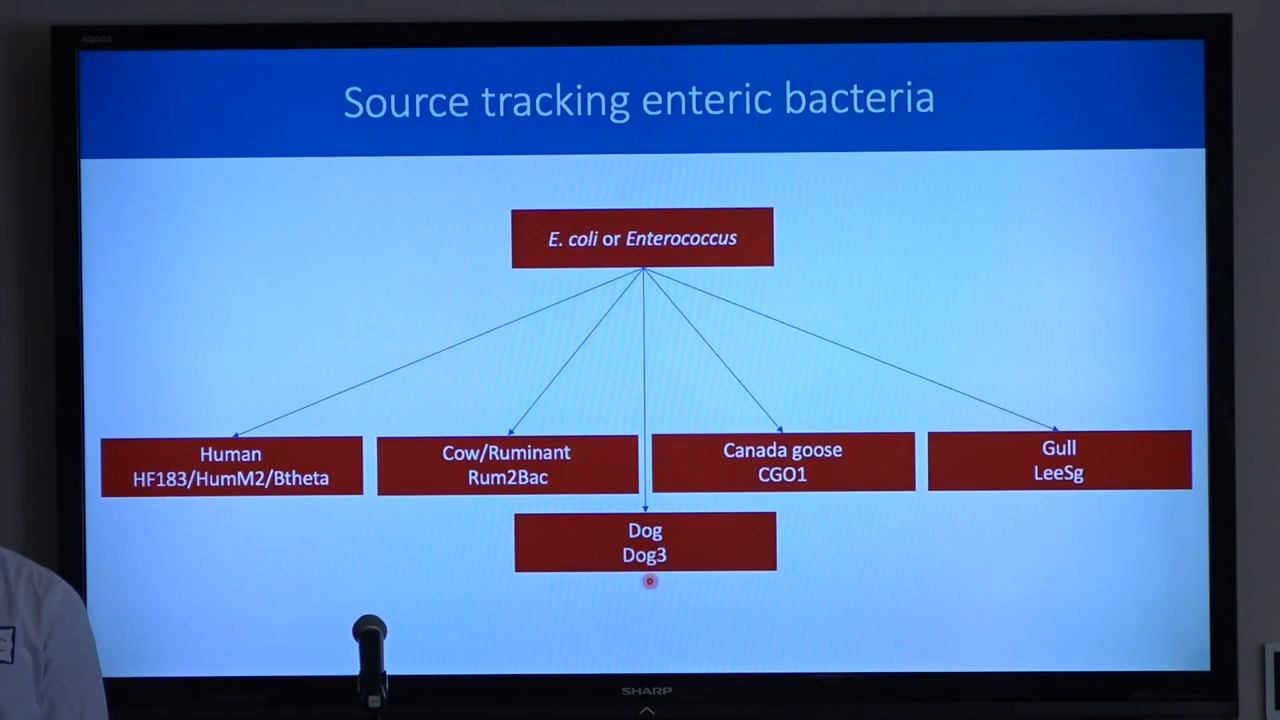 AQUOS
Source tracking enteric bacteria
E. coli or Enterococcus
Human
HF183/HumM2/Btheta
Cow/Ruminant
Rum2Bac
Canada goose
CGO1
Gull
LeeSg
Dog
Dog3
SHARP